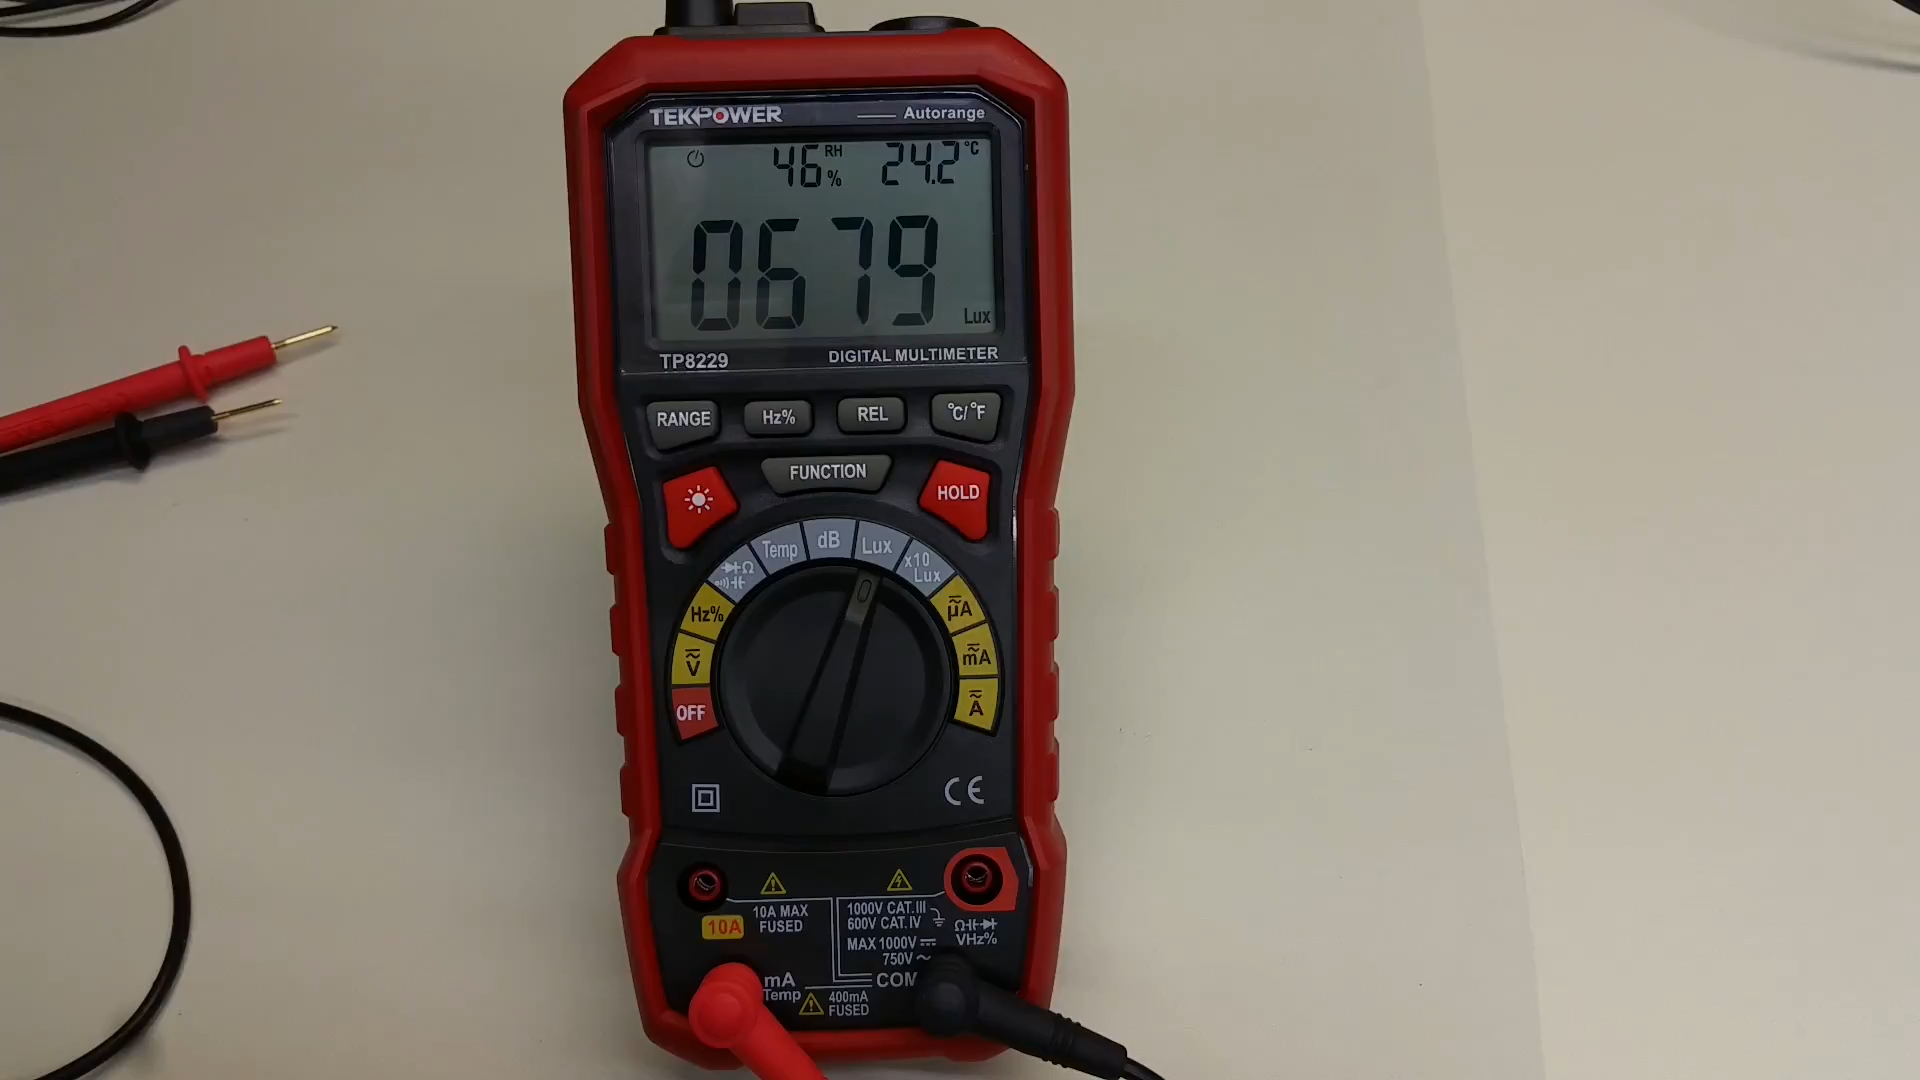 TEKPOWER Autorange
46 RH % 24.2 °C
0679 Lux
TP8229 DIGITAL MULTIMETER
RANGE Hz% REL °C/°F
FUNCTION
HOLD
Temp dB Lux x10 Lux
Ω
Hz% µA
V mA
OFF A
CE
10A MAX FUSED
10A
1000V CAT.III
600V CAT.IV
MAX 1000V
750V ~
Ω
VHz%
mA Temp
COM
400mA FUSED